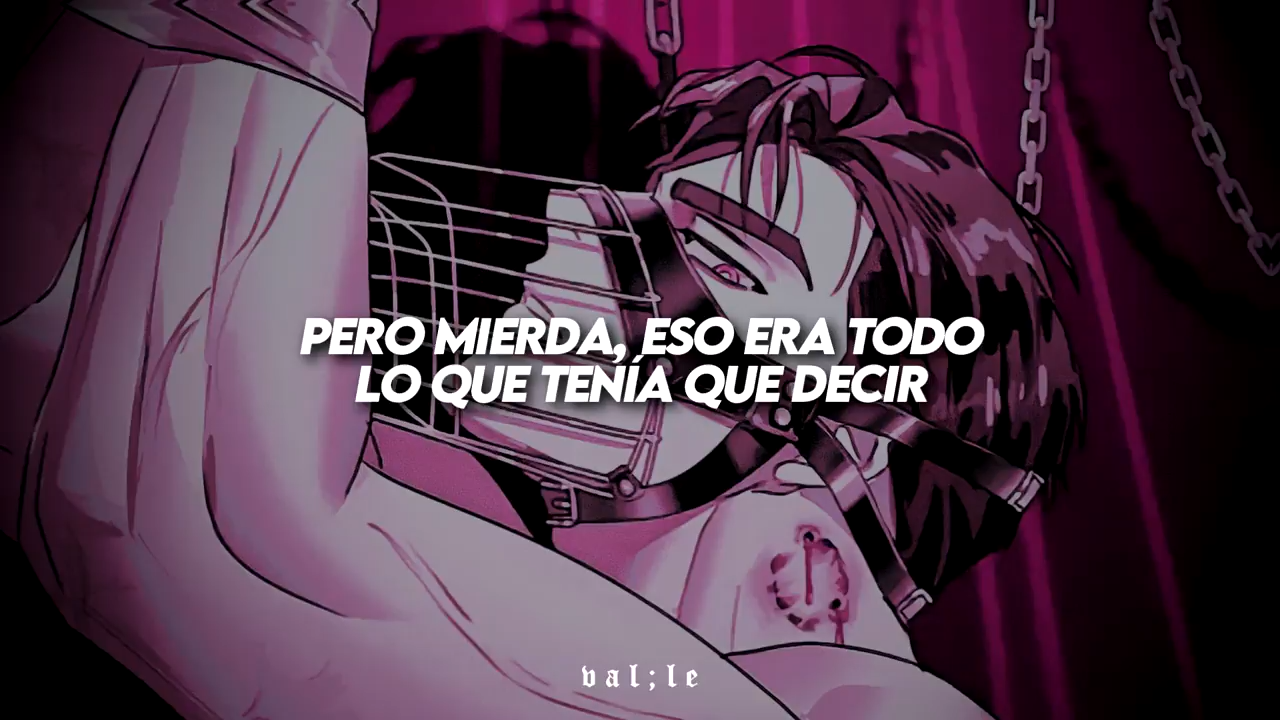 PERO MIERDA, ESO ERA TODO
LO QUE TENÍA QUE DECIR
val;le